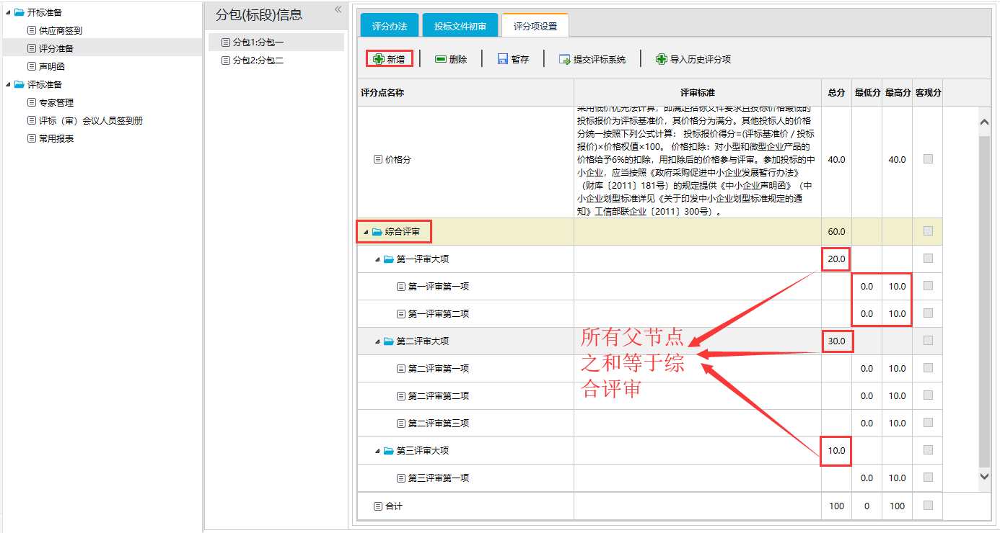 开标准备
供应商签到
评分准备
声明函
评标准备
专家管理
评标（审）会议人员签到册
常用报表
分包(标段)信息
分包1:分包一
分包2:分包二
评分办法 投标文件初审 评分项设置
新增 删除 暂存 提交评标系统 导入历史评分项
评分点名称 评审标准 总分 最低分 最高分 客观分
采用低价优先法计算，即满足招标文件要求且投标价格最低的
投标报价为评标基准价，其价格分为满分。其他投标人的价格
分统一按照下列公式计算： 投标报价得分=(评标基准价 / 投标
报价)×价格权值×100。 价格扣除：对小型和微型企业产品的
价格给予6%的扣除，用扣除后的价格参与评审。参加投标的中
小企业，应当按照《政府采购促进中小企业发展暂行办法》
（财库〔2011〕181号）的规定提供《中小企业声明函》（中
小企业划型标准详见《关于印发中小企业划型标准规定的通
知》工信部联企业〔2011〕300号）。
价格分 40.0 40.0
综合评审 60.0
第一评审大项 20.0
第一评审第一项 0.0 10.0
第一评审第二项 0.0 10.0
第二评审大项 30.0
第二评审第一项 0.0 10.0
第二评审第二项 0.0 10.0
第二评审第三项 0.0 10.0
第三评审大项 10.0
第三评审第一项 0.0 10.0
合计 100 0 100
所有父节点
之和等于综
合评审